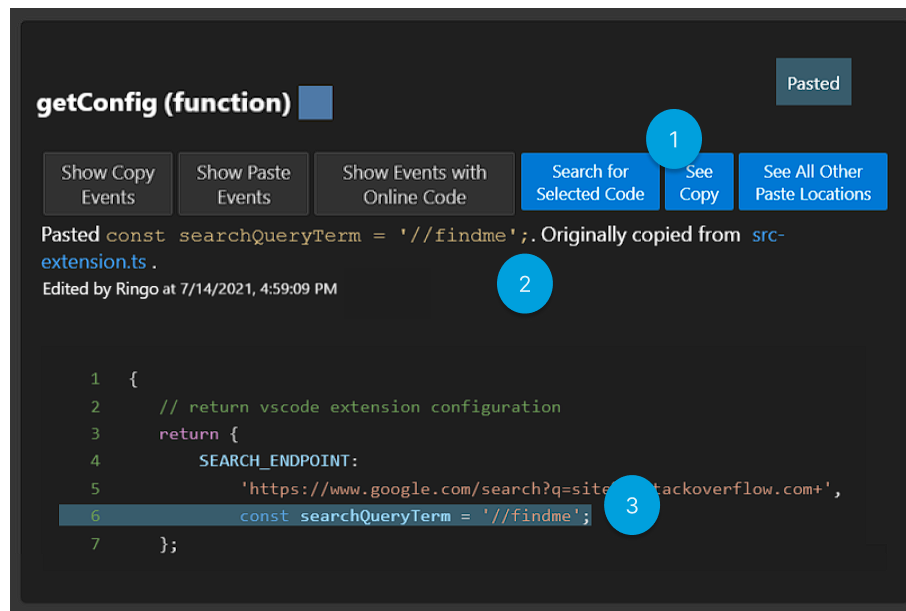 Pasted
getConfig (function)
1
Show Copy Events
Show Paste Events
Show Events with Online Code
Search for Selected Code
See Copy
See All Other Paste Locations
Pasted const searchQueryTerm = '//findme';. Originally copied from src-
extension.ts .
2
Edited by Ringo at 7/14/2021, 4:59:09 PM
1 {
2 // return vscode extension configuration
3 return {
4 SEARCH_ENDPOINT:
5 'https://www.google.com/search?q=site tackoverflow.com+',
3
6 const searchQueryTerm = '//findme';
7 };